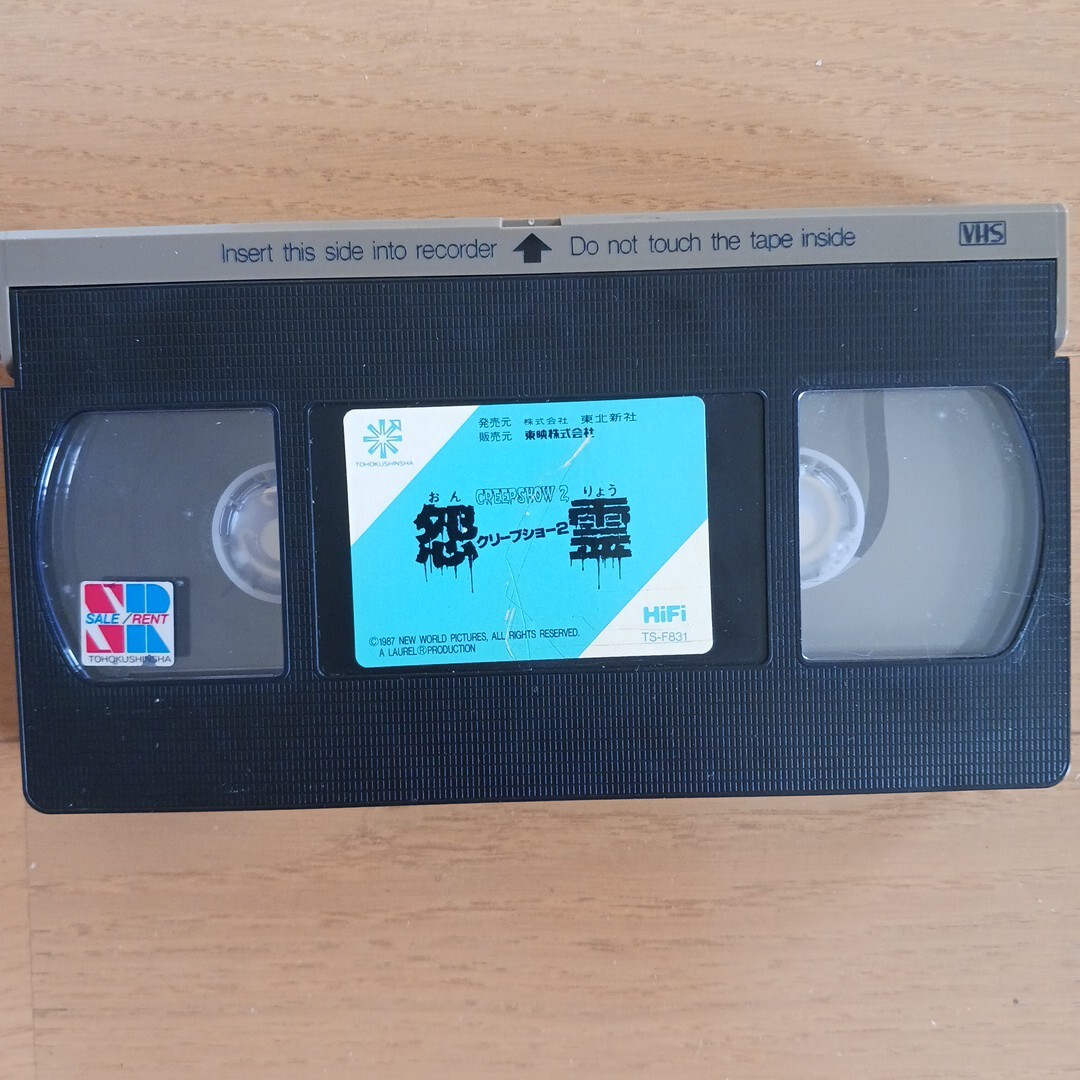 Insert this side into recorder Do not touch the tape inside VHS
TOHOKUSHINSHA
発売元 株式会社 東北新社
販売元 東映株式会社
おん CREEPSHOW 2 りょう
怨 クリープショー2 霊
©1987 NEW WORLD PICTURES, ALL RIGHTS RESERVED.
A LAUREL®PRODUCTION
HiFi
TS-F831
SR
SALE/RENT
SR
TOHOKUSHINSHA